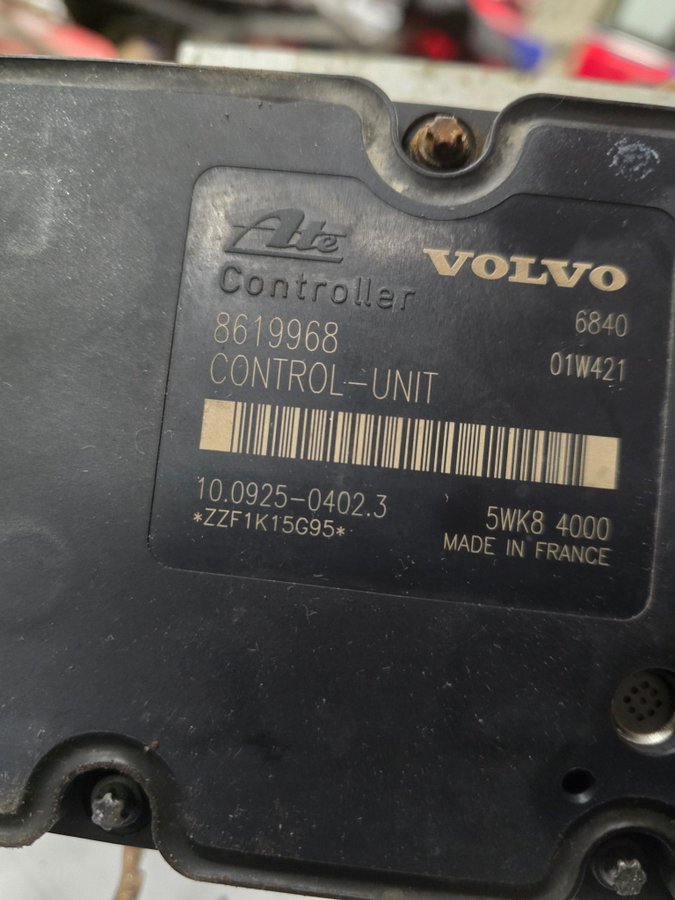 Ate
VOLVO
Controller
6840
8619968
01W421
CONTROL-UNIT
10.0925-0402.3
5WK8 4000
*ZZF1K15G95*
MADE IN FRANCE